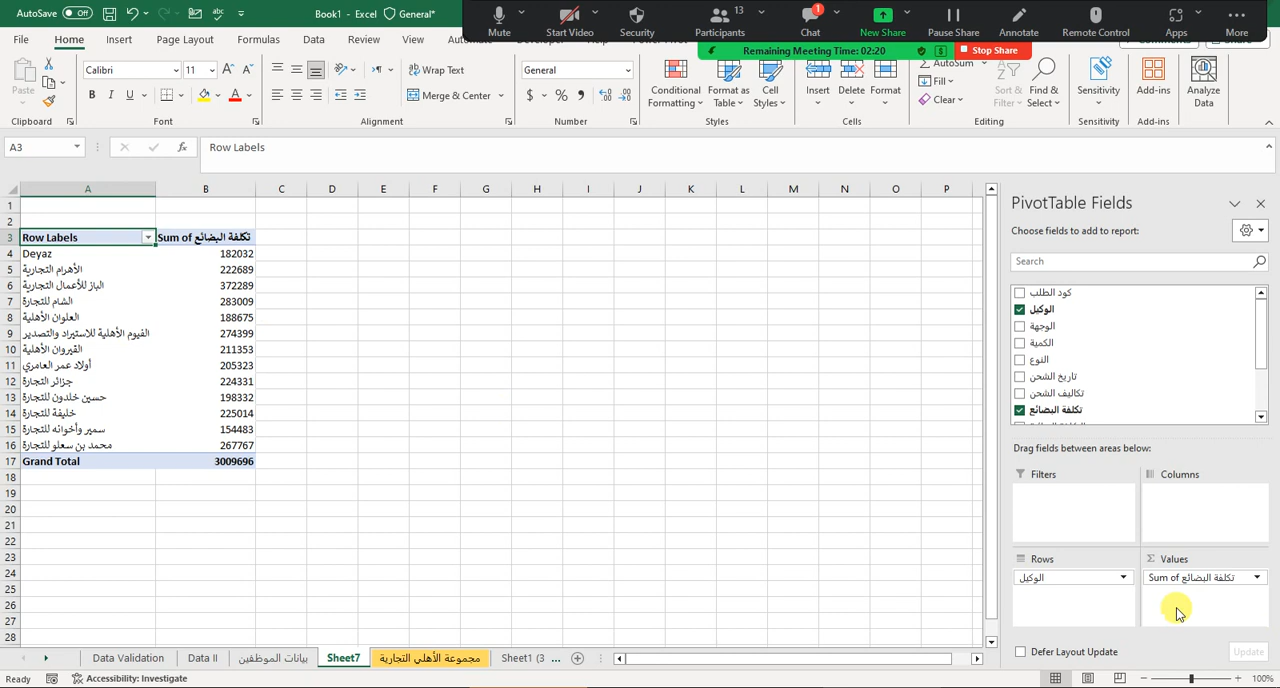 AutoSave Off Book1 - Excel General*
Mute Start Video Security Participants 13 Chat 1 New Share Pause Share Annotate Remote Control Apps More
Remaining Meeting Time: 02:20 $ Stop Share
File Home Insert Page Layout Formulas Data Review View
Paste Calibri 11 General
Wrap Text
Merge & Center
Conditional Formatting Format as Table Cell Styles
Insert Delete Format
AutoSum Fill Clear
Sort & Filter Find & Select
Sensitivity Add-ins Analyze Data
Clipboard Font Alignment Number Styles Cells Editing Sensitivity Add-ins
A3 fx Row Labels
A B C D E F G H I J K L M N O P
1
2
3 Row Labels Sum of تكلفة البضائع
4 Deyaz 182032
5 الأهرام التجارية 222689
6 الباز للأعمال التجارية 372289
7 الشام للتجارة 283009
8 العلوان الأهلية 188675
9 الفيوم الأهلية للاستيراد والتصدير 274399
10 القيروان الأهلية 211353
11 أولاد عمر العامري 205323
12 جزائر التجارة 224331
13 حسين خلدون للتجارة 198332
14 خليفة للتجارة 225014
15 سمير وأخوانه للتجارة 154483
16 محمد بن سعلو للتجارة 267767
17 Grand Total 3009696
18
19
20
21
22
23
24
25
26
27
28
PivotTable Fields
Choose fields to add to report:
Search
كود الطلب
الوكيل
الوجهة
الكمية
النوع
تاريخ الشحن
تكاليف الشحن
تكلفة البضائع
Drag fields between areas below:
Filters Columns
Rows Values
الوكيل Sum of تكلفة البضائع
Defer Layout Update Update
Data Validation Data II بيانات الموظفين Sheet7 مجموعة الأهلي التجارية Sheet1 (3 ...
Ready Accessibility: Investigate 100%